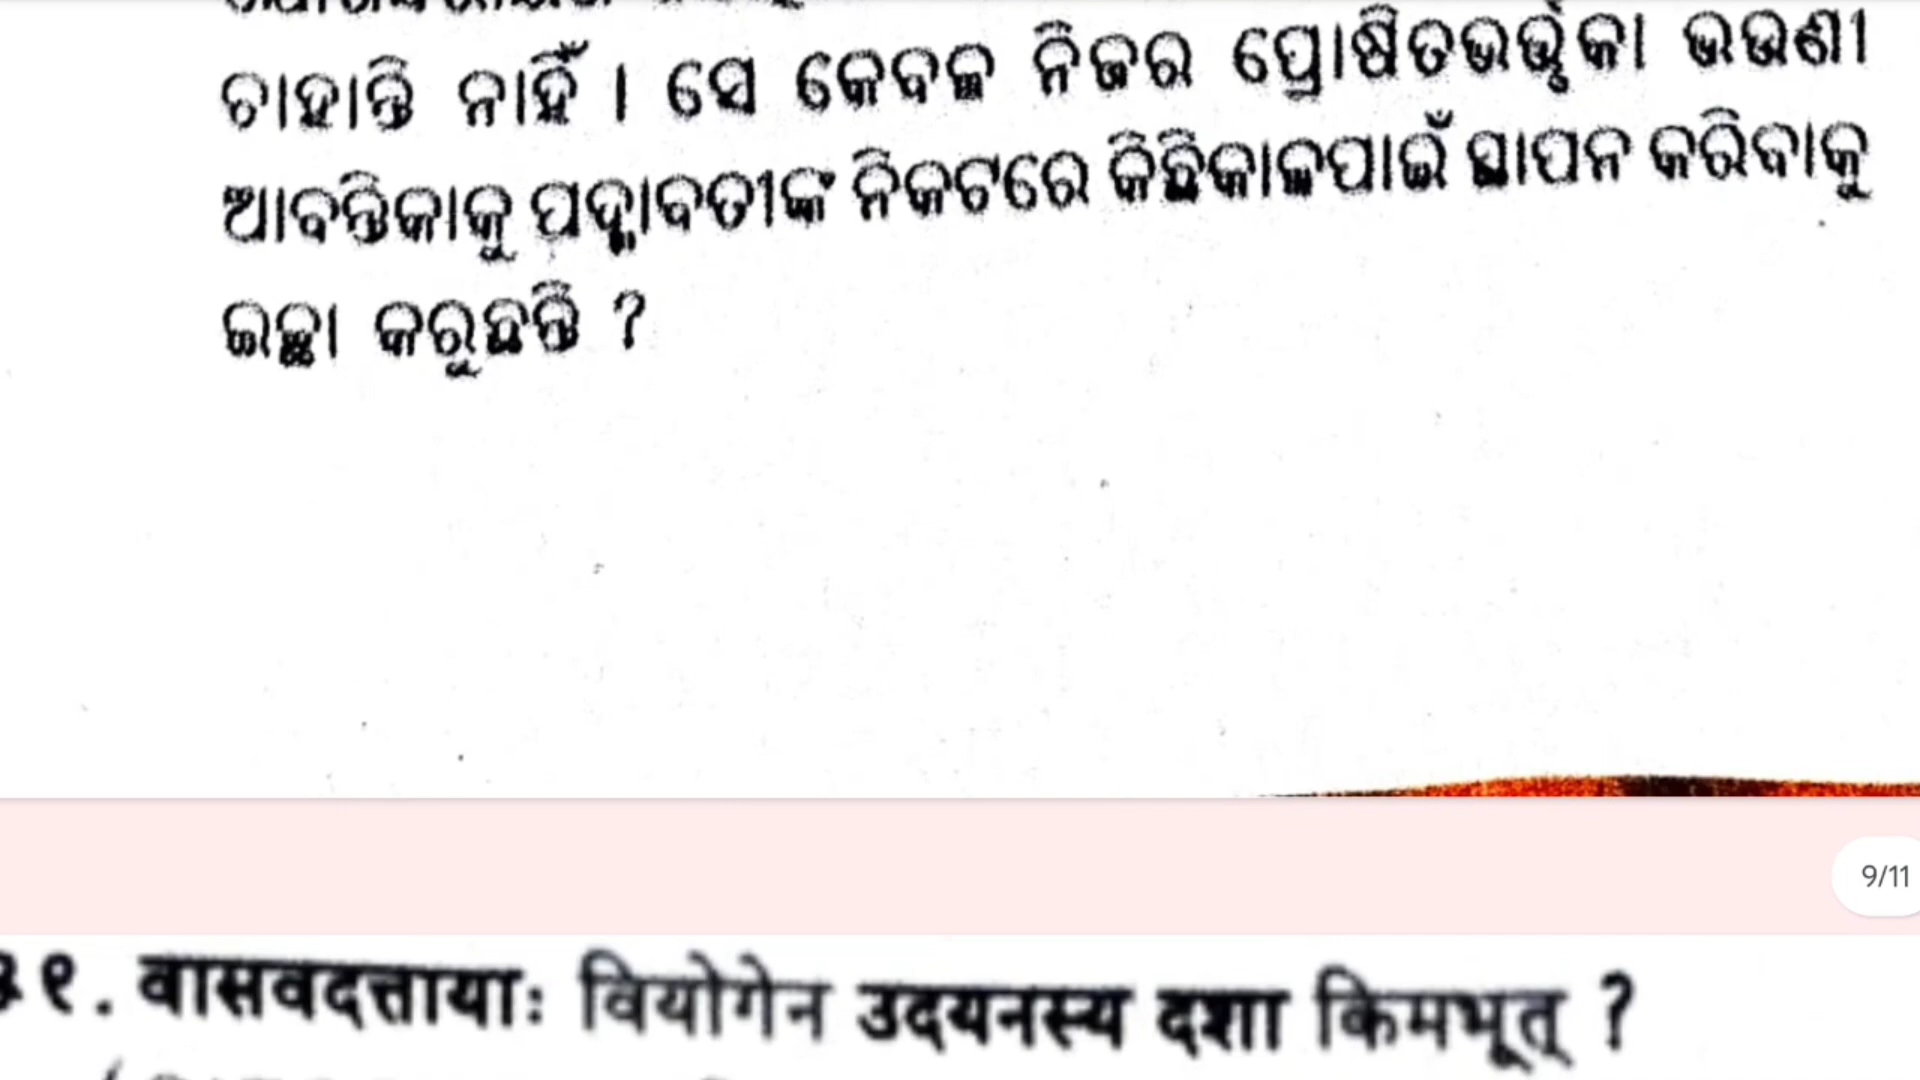 ଚାହାନ୍ତି ନାହିଁ । ସେ କେବଳ ନିଜର ପ୍ରୋଷିତଭର୍ତ୍ତୃକା ଭଉଣୀ
ଆବନ୍ତିକାକୁ ପଦ୍ମାବତୀଙ୍କ ନିକଟରେ କିଛିକାଳପାଇଁ ସ୍ଥାପନ କରିବାକୁ
ଇଚ୍ଛା କରୁଛନ୍ତି ?
9/11
३१. वासवदत्तायाः वियोगेन उदयनस्य दशा किमभूत् ?